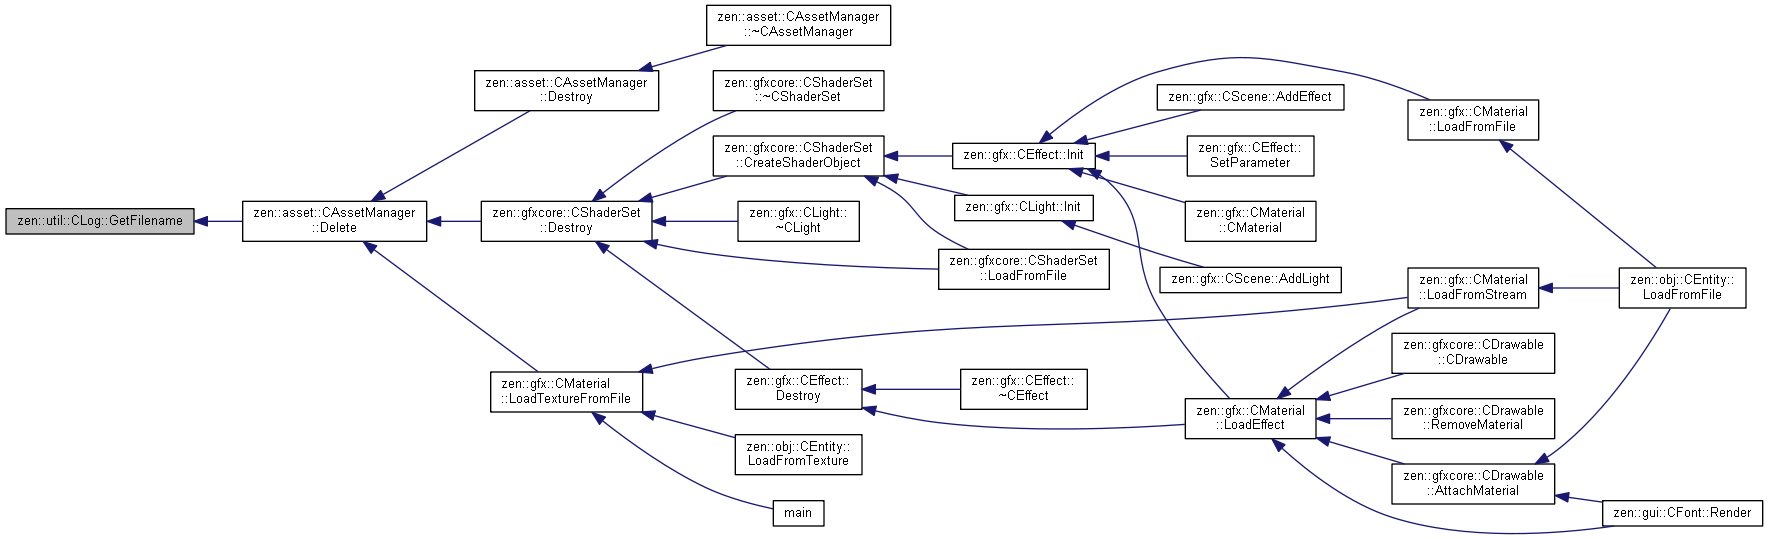 zen::asset::CAssetManager
::~CAssetManager
zen::asset::CAssetManager
::Destroy
zen::gfxcore::CShaderSet
::~CShaderSet
zen::gfx::CScene::AddEffect
zen::gfx::CMaterial
::LoadFromFile
zen::gfxcore::CShaderSet
::CreateShaderObject
zen::gfx::CEffect::Init
zen::gfx::CEffect::
SetParameter
zen::util::CLog::GetFilename
zen::asset::CAssetManager
::Delete
zen::gfxcore::CShaderSet
::Destroy
zen::gfx::CLight::
~CLight
zen::gfx::CLight::Init
zen::gfx::CMaterial
::CMaterial
zen::gfxcore::CShaderSet
::LoadFromFile
zen::gfx::CScene::AddLight
zen::gfx::CMaterial
::LoadFromStream
zen::obj::CEntity::
LoadFromFile
zen::gfxcore::CDrawable
::CDrawable
zen::gfx::CMaterial
::LoadTextureFromFile
zen::gfx::CEffect::
Destroy
zen::gfx::CEffect::
~CEffect
zen::gfx::CMaterial
::LoadEffect
zen::gfxcore::CDrawable
::RemoveMaterial
zen::obj::CEntity::
LoadFromTexture
zen::gfxcore::CDrawable
::AttachMaterial
main
zen::gui::CFont::Render